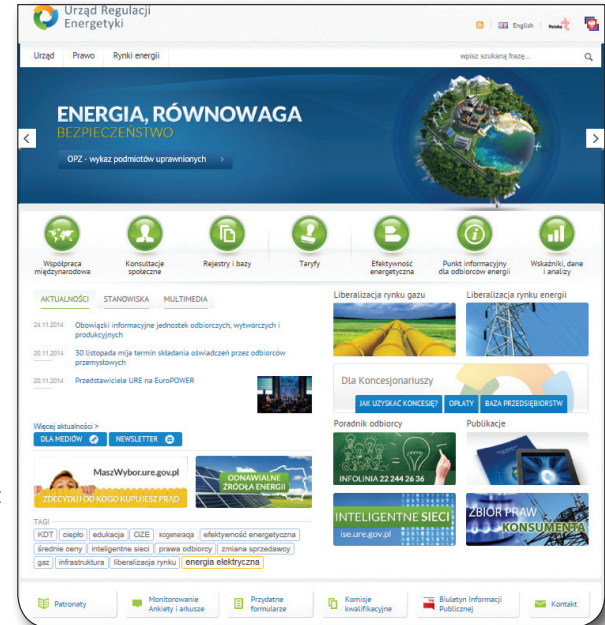 Urząd Regulacji
Energetyki
English
Polska
Urząd Prawo Rynki energii
wpisz szukaną frazę...
ENERGIA, RÓWNOWAGA
BEZPIECZEŃSTWO
OPZ - wykaz podmiotów uprawnionych
Współpraca
międzynarodowa
Konsultacje
społeczne
Rejestry i bazy
Taryfy
Efektywność
energetyczna
Punkt informacyjny
dla odbiorców energii
Wskaźniki, dane
i analizy
AKTUALNOŚCI STANOWISKA MULTIMEDIA
24.11.2014 Obowiązki informacyjne jednostek odbiorczych, wytwórczych i
produkcyjnych
20.11.2014 30 listopada mija termin składania oświadczeń przez odbiorców
przemysłowych
20.11.2014 Przedstawiciele URE na EuroPOWER
Więcej aktualności >
DLA MEDIÓW NEWSLETTER
MaszWybor.ure.gov.pl
ZDECYDUJ OD KOGO KUPUJESZ PRĄD
ODNAWIALNE
ŹRÓDŁA ENERGII
TAGI
KDT ciepło edukacja OZE kogeneracja efektywność energetyczna
średnie ceny inteligentne sieci prawa odbiorcy zmiana sprzedawcy
gaz infrastruktura liberalizacja rynku energia elektryczna
Liberalizacja rynku gazu Liberalizacja rynku energii
Dla Koncesjonariuszy
JAK UZYSKAĆ KONCESJĘ? OPŁATY BAZA PRZEDSIĘBIORSTW
Poradnik odbiorcy Publikacje
INFOLINIA 22 244 26 36
INTELIGENTNE SIECI
ise.ure.gov.pl
ZBIÓR PRAW
KONSUMENTA
Patronaty
Monitorowanie
Ankiety i arkusze
Przydatne
formularze
Komisje
kwalifikacyjne
Biuletyn Informacji
Publicznej
Kontakt